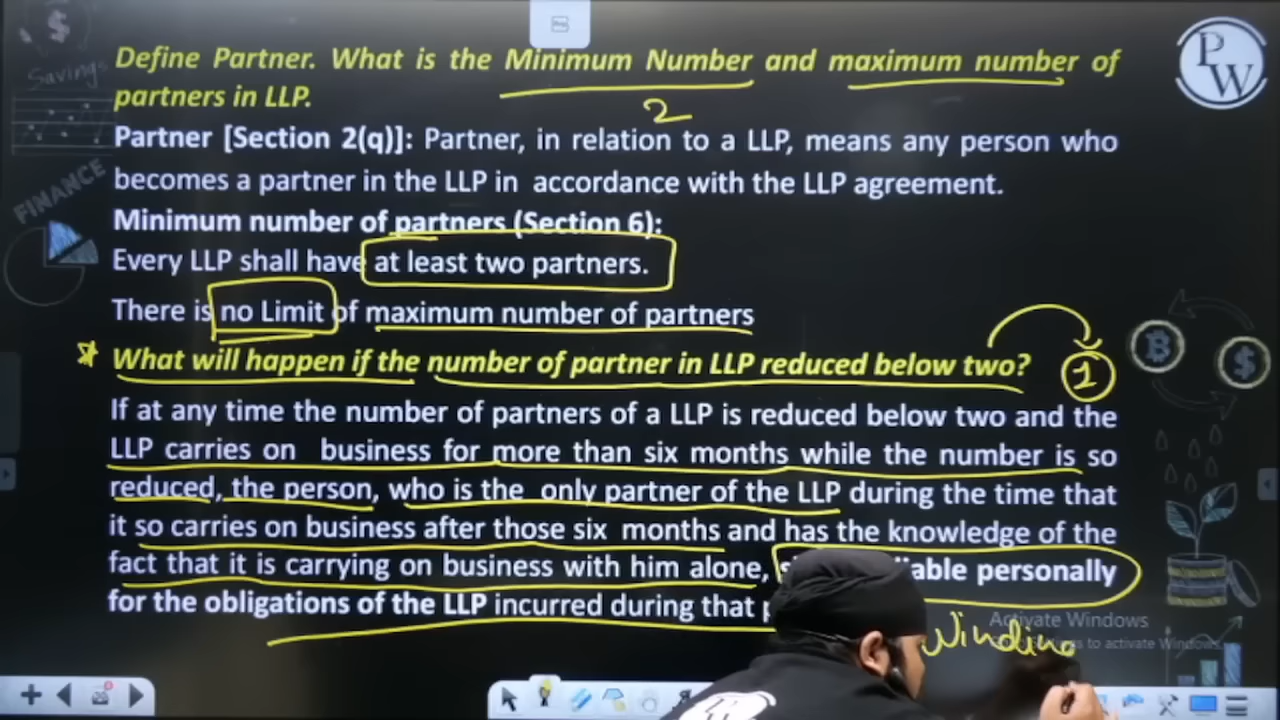 Savings
FINANCE
P
W
Define Partner. What is the Minimum Number and maximum number of
partners in LLP.
2
Partner [Section 2(q)]: Partner, in relation to a LLP, means any person who
becomes a partner in the LLP in accordance with the LLP agreement.
Minimum number of partners (Section 6):
Every LLP shall have at least two partners.
There is no Limit of maximum number of partners
What will happen if the number of partner in LLP reduced below two?
1
If at any time the number of partners of a LLP is reduced below two and the
LLP carries on business for more than six months while the number is so
reduced, the person, who is the only partner of the LLP during the time that
it so carries on business after those six months and has the knowledge of the
fact that it is carrying on business with him alone, personally
for the obligations of the LLP incurred during that
Activate Windows
to activate Windows.
Winding
PW